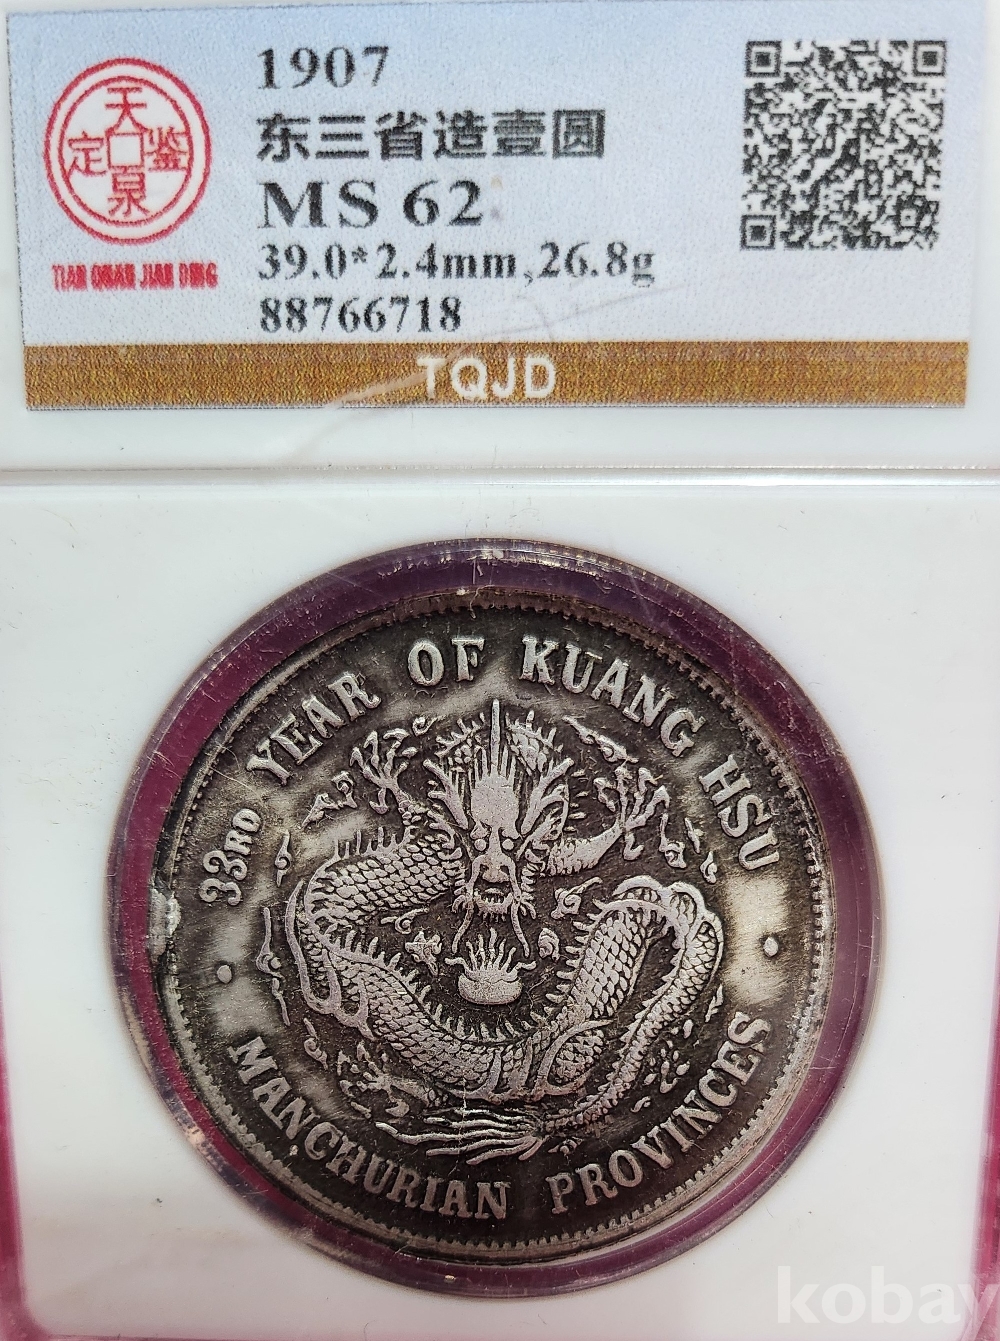 1907
东三省造壹圆
MS 62
39.0*2.4mm,26.8g
88766718
天泉鉴定
TIAN QUAN JIAN DING
TQJD
33RD YEAR OF KUANG HSU
MANCHURIAN PROVINCES
kobay